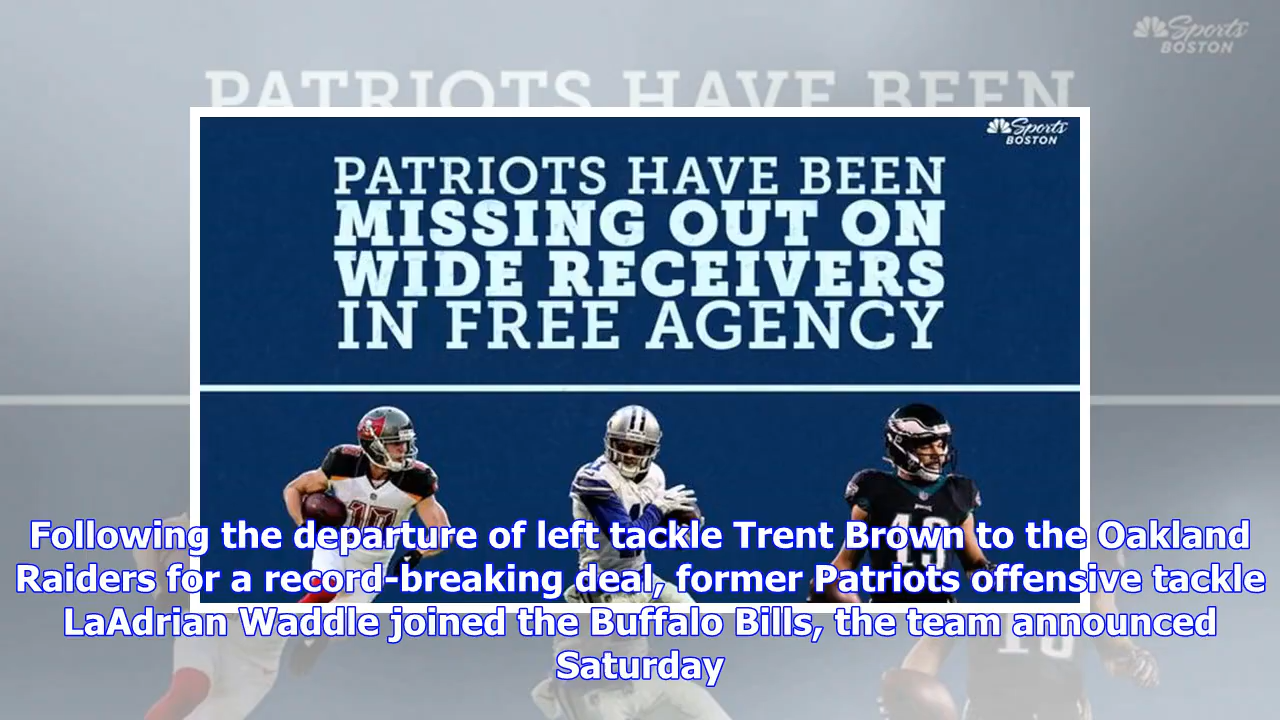 Sports
BOSTON
PATRIOTS HAVE BEEN
Sports
BOSTON
PATRIOTS HAVE BEEN
MISSING OUT ON
WIDE RECEIVERS
IN FREE AGENCY
Following the departure of left tackle Trent Brown to the Oakland
Raiders for a record-breaking deal, former Patriots offensive tackle
LaAdrian Waddle joined the Buffalo Bills, the team announced
Saturday